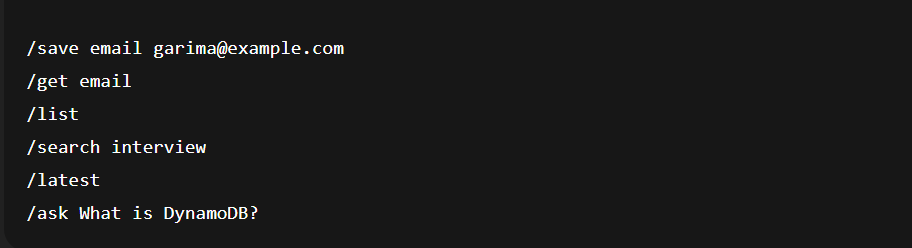 /save email garima@example.com
/get email
/list
/search interview
/latest
/ask What is DynamoDB?